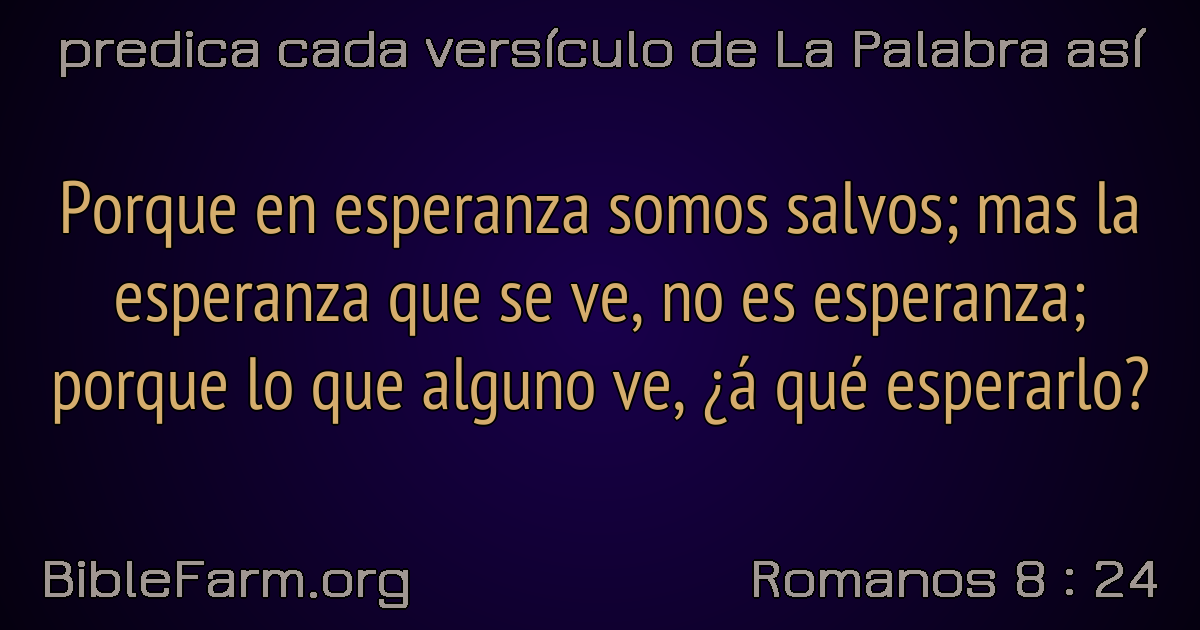 predica cada versículo de La Palabra así
Porque en esperanza somos salvos; mas la
esperanza que se ve, no es esperanza;
porque lo que alguno ve, ¿á qué esperarlo?
BibleFarm.org
Romanos 8 : 24